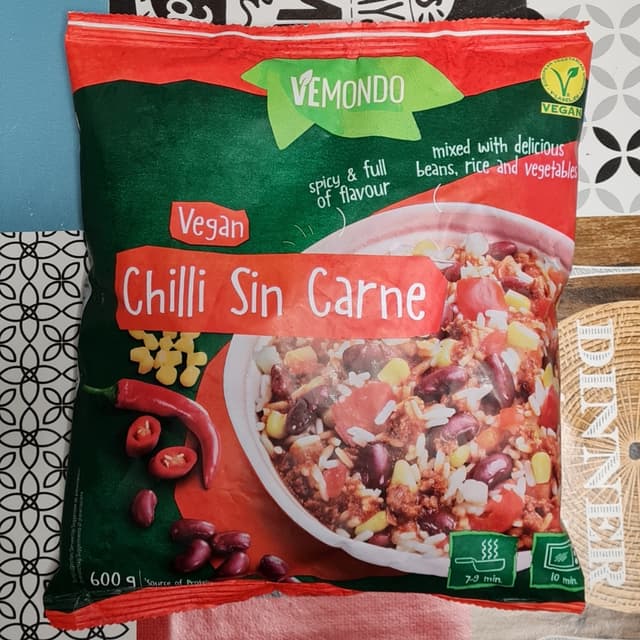 VEMONDO
VEGAN
spicy & full
of flavour
mixed with delicious
beans, rice and vegetables
Vegan
Chilli Sin Carne
DINNER
600 g
Source of Protein
7-9 min.
10 min.